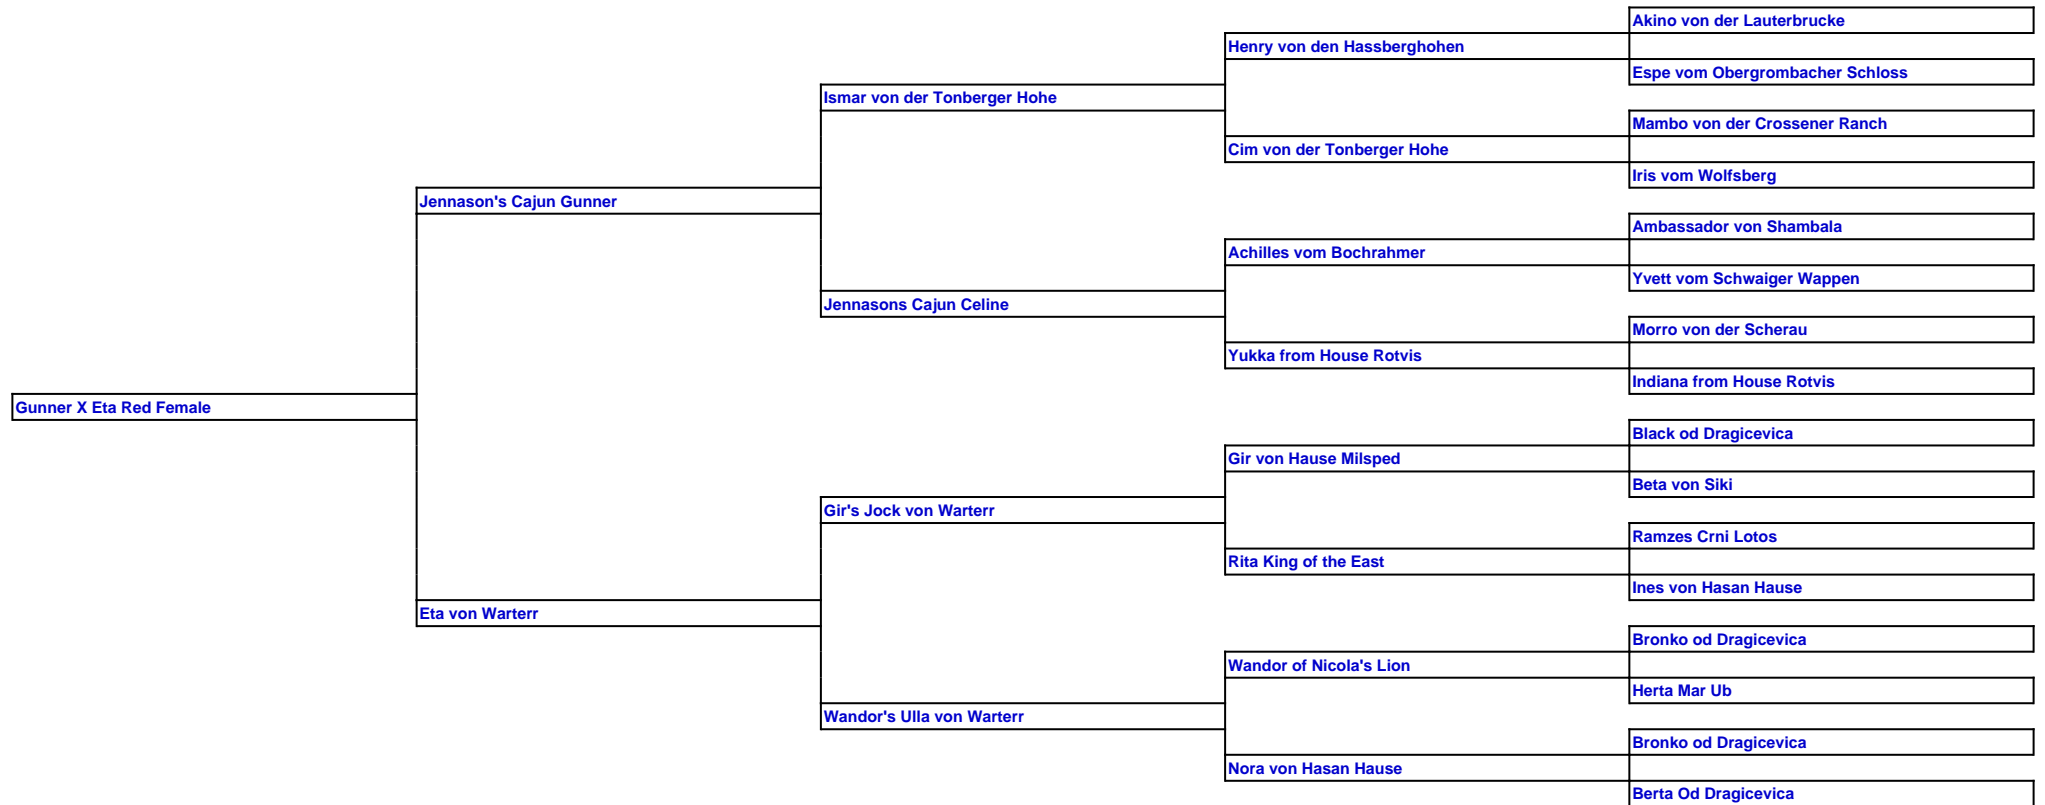 Akino von der Lauterbrucke
Henry von den Hassberghohen
Espe vom Obergrombacher Schloss
Ismar von der Tonberger Hohe
Mambo von der Crossener Ranch
Cim von der Tonberger Hohe
Iris vom Wolfsberg
Jennason's Cajun Gunner
Ambassador von Shambala
Achilles vom Bochrahmer
Yvett vom Schwaiger Wappen
Jennasons Cajun Celine
Morro von der Scherau
Yukka from House Rotvis
Indiana from House Rotvis
Gunner X Eta Red Female
Black od Dragicevica
Gir von Hause Milsped
Beta von Siki
Gir's Jock von Warterr
Ramzes Crni Lotos
Rita King of the East
Ines von Hasan Hause
Eta von Warterr
Bronko od Dragicevica
Wandor of Nicola's Lion
Herta Mar Ub
Wandor's Ulla von Warterr
Bronko od Dragicevica
Nora von Hasan Hause
Berta Od Dragicevica